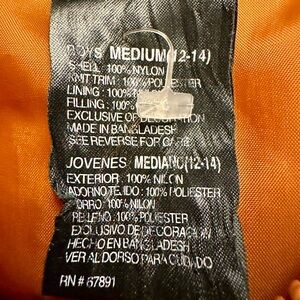 BOYS MEDIUM(12-14)
SHELL : 100% NYLON
KNIT TRIM : 100% POLYESTER
LINING : 100%
FILLING : 100%
EXCLUSIVE OF DECORATION
MADE IN BANGLADESH
SEE REVERSE FOR CARE
JOVENES MEDIANO(12-14)
EXTERIOR : 100% NILON
ADORNO TEJIDO : 100% POLIESTER
FORRO : 100% NILON
RELLENO : 100% POLIESTER
EXCLUSIVO DE DECORACION
HECHO EN BANGLADESH
VER AL DORSO PARA CUIDADO
RN # 67891